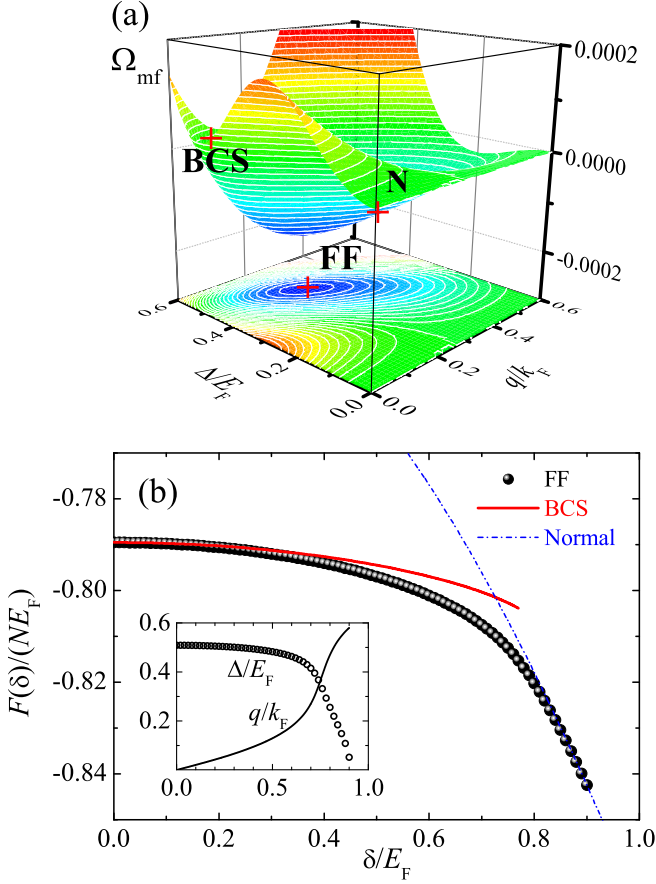 (a)
Ω_mf
0.0002
0.0000
-0.0002
BCS
N
FF
0.6
0.4
0.2
0.0
Δ/E_F
0.0
0.2
0.4
0.6
q/k_F
(b)
FF
BCS
Normal
-0.78
-0.80
-0.82
-0.84
F(δ)/(NE_F)
0.6
0.4
0.2
Δ/E_F
q/k_F
0.0 0.5 1.0
0.0 0.2 0.4 0.6 0.8 1.0
δ/E_F